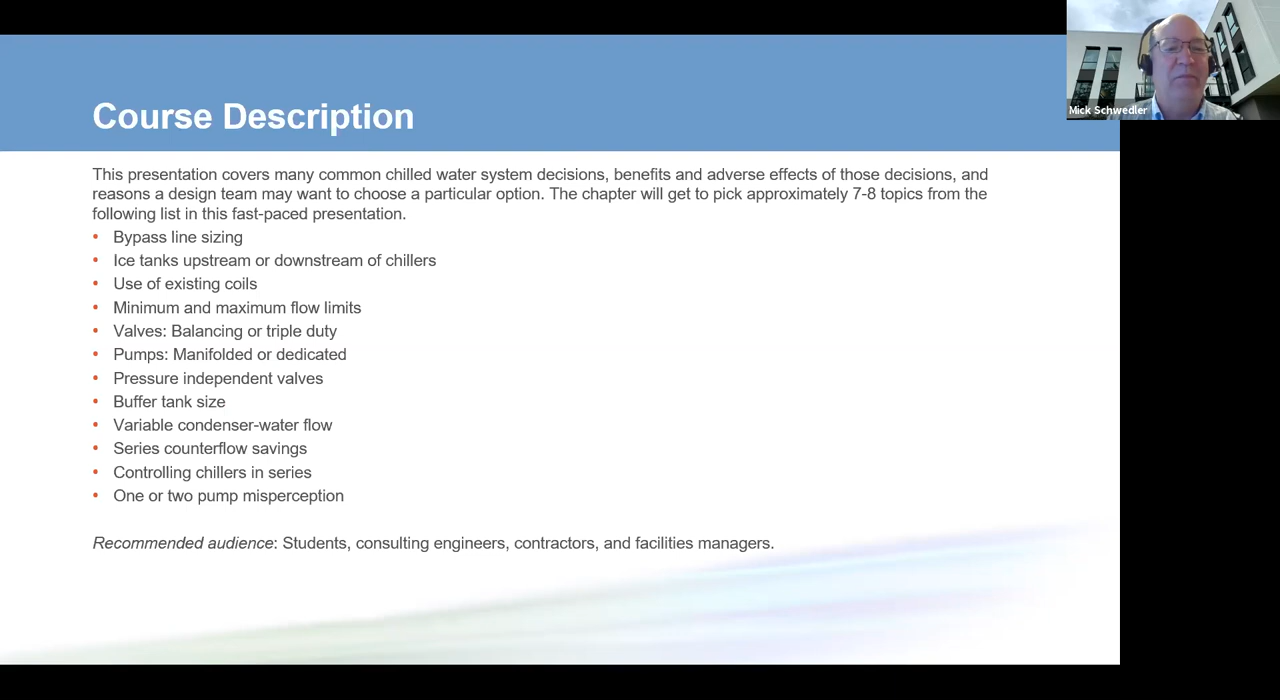 Course Description
This presentation covers many common chilled water system decisions, benefits and adverse effects of those decisions, and
reasons a design team may want to choose a particular option. The chapter will get to pick approximately 7-8 topics from the
following list in this fast-paced presentation.
• Bypass line sizing
• Ice tanks upstream or downstream of chillers
• Use of existing coils
• Minimum and maximum flow limits
• Valves: Balancing or triple duty
• Pumps: Manifolded or dedicated
• Pressure independent valves
• Buffer tank size
• Variable condenser-water flow
• Series counterflow savings
• Controlling chillers in series
• One or two pump misperception
Recommended audience: Students, consulting engineers, contractors, and facilities managers.
Mick Schwedler